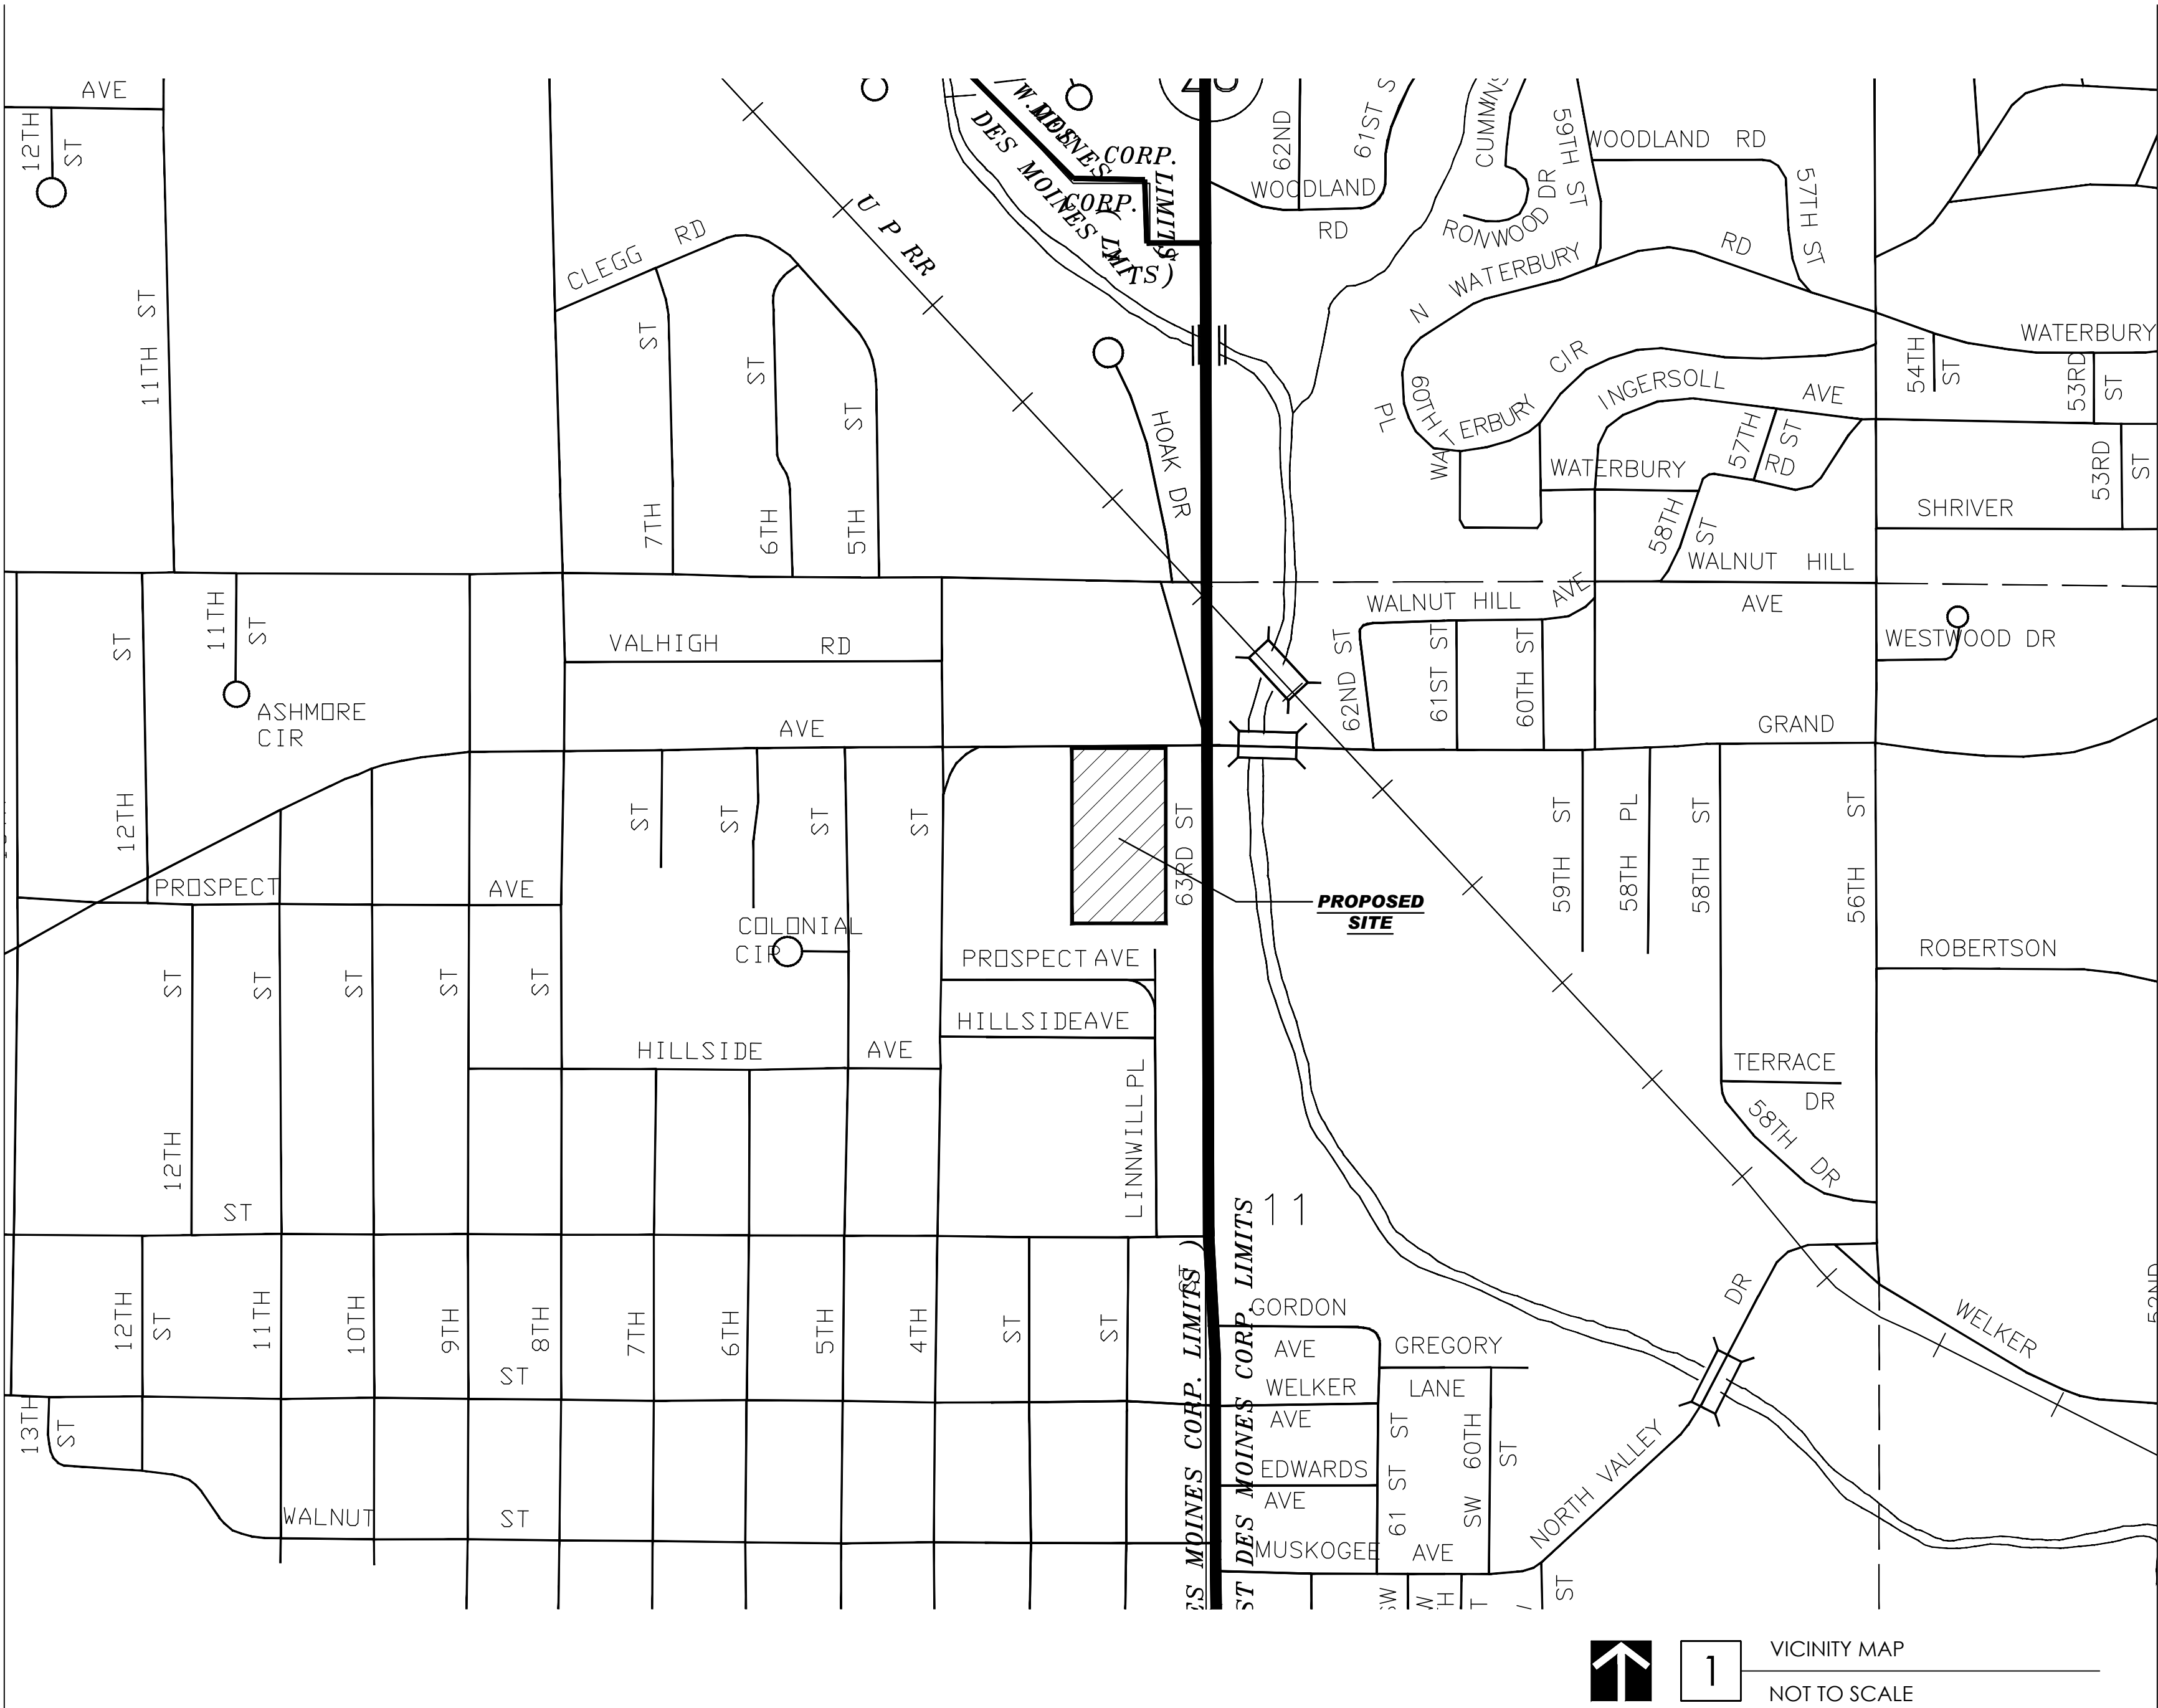 AVE
12TH
ST
11TH ST
CLEGG RD
U P RR
DES MOINES
CORP.
CORP.
LIMITS
62ND
61ST S
WOODLAND
RD
59TH ST
WOODLAND RD
57TH ST
RONWOOD DR
N WATERBURY RD
WATERBURY
CIR
INGERSOLL AVE
60TH
PL
54TH
ST
53RD
ST
7TH ST
6TH ST
5TH ST
HOAK DR
WATERBURY
RD
57TH
ST
58TH
ST
53RD
ST
SHRIVER
WALNUT HILL
AVE
WALNUT HILL AVE
11TH
ST
ASHMORE
CIR
VALHIGH RD
AVE
62ND ST
61ST ST
60TH ST
WESTWOOD DR
GRAND
12TH ST
ST
ST
ST
ST
63RD ST
59TH ST
58TH PL
58TH ST
56TH ST
PROSPECT AVE
PROPOSED
SITE
COLONIAL
CIR
PROSPECT AVE
ROBERTSON
12TH ST
ST
ST
ST
ST
HILLSIDE AVE
HILLSIDE AVE
LINNWILL PL
TERRACE
DR
58TH DR
ST
11
12TH
ST
11TH
10TH
9TH
8TH
7TH
6TH
5TH
4TH
ST
ST
ST
ES MOINES CORP. LIMITS
ST DES MOINES CORP. LIMITS
GORDON
AVE
GREGORY
LANE
WELKER
AVE
EDWARDS
AVE
MUSKOGEE AVE
61 ST ST
SW 60TH
ST
NORTH VALLEY DR
WELKER
52ND
13TH
ST
WALNUT ST
SW
ST
1
VICINITY MAP
NOT TO SCALE